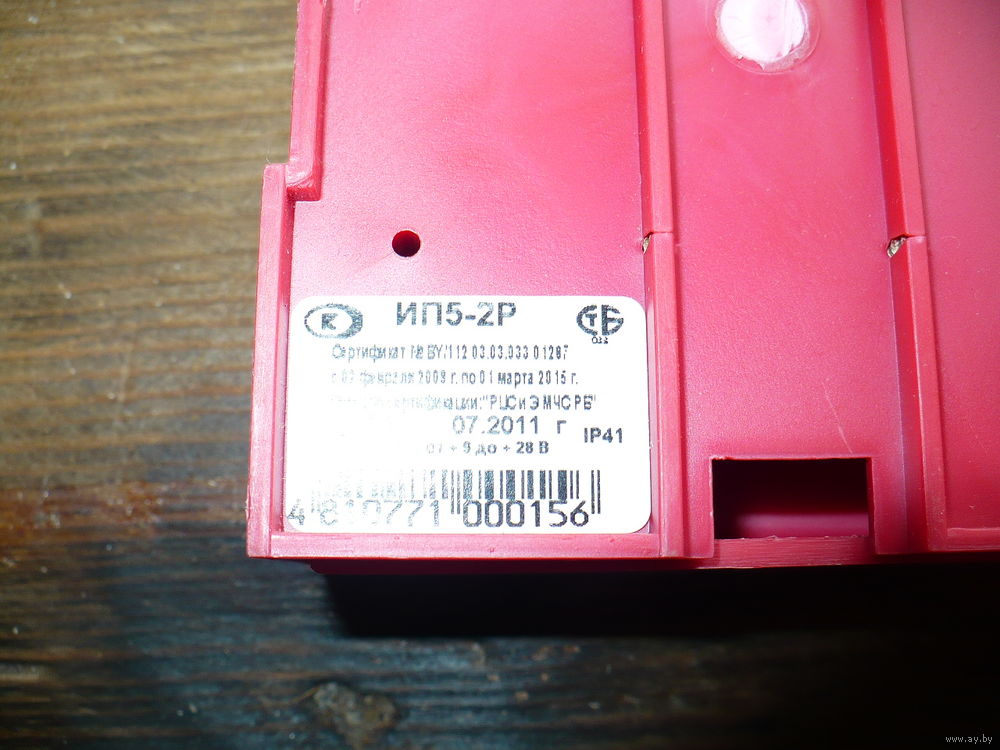 ИП5-2Р
Сертификат № BY/112 03.03.033 01287
февраля 2009 г. по 01 марта 2015 г.
"РЦСиЭ МЧС РБ"
07.2011 г
IP41
+ 9 до + 28 В
4 810771 000156
www.ay.by